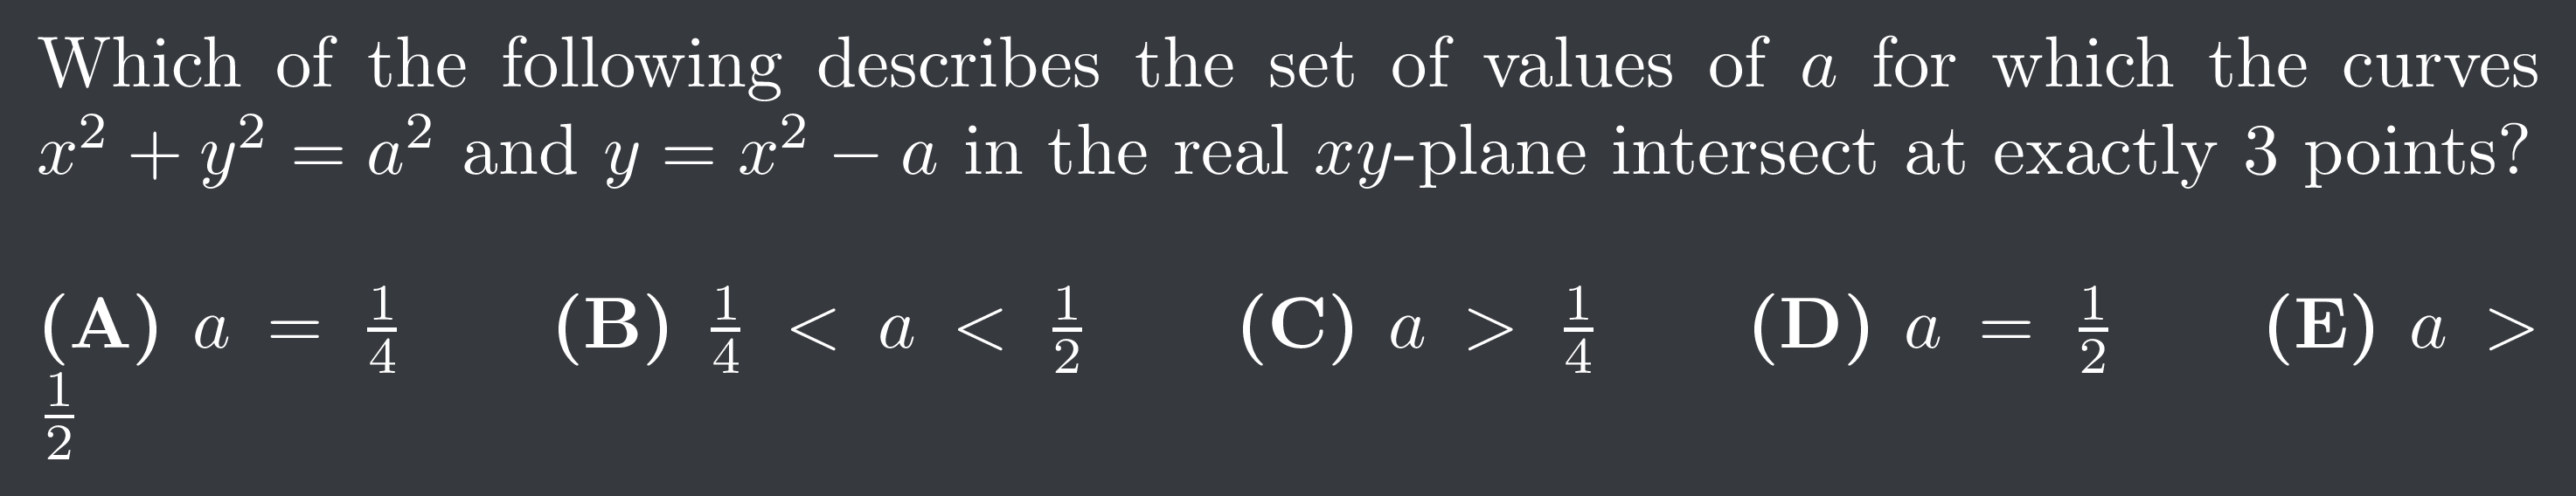 Which of the following describes the set of values of a for which the curves
x² + y² = a² and y = x² − a in the real xy-plane intersect at exactly 3 points?
(A) a = 1/4 (B) 1/4 < a < 1/2 (C) a > 1/4 (D) a = 1/2 (E) a >
1/2